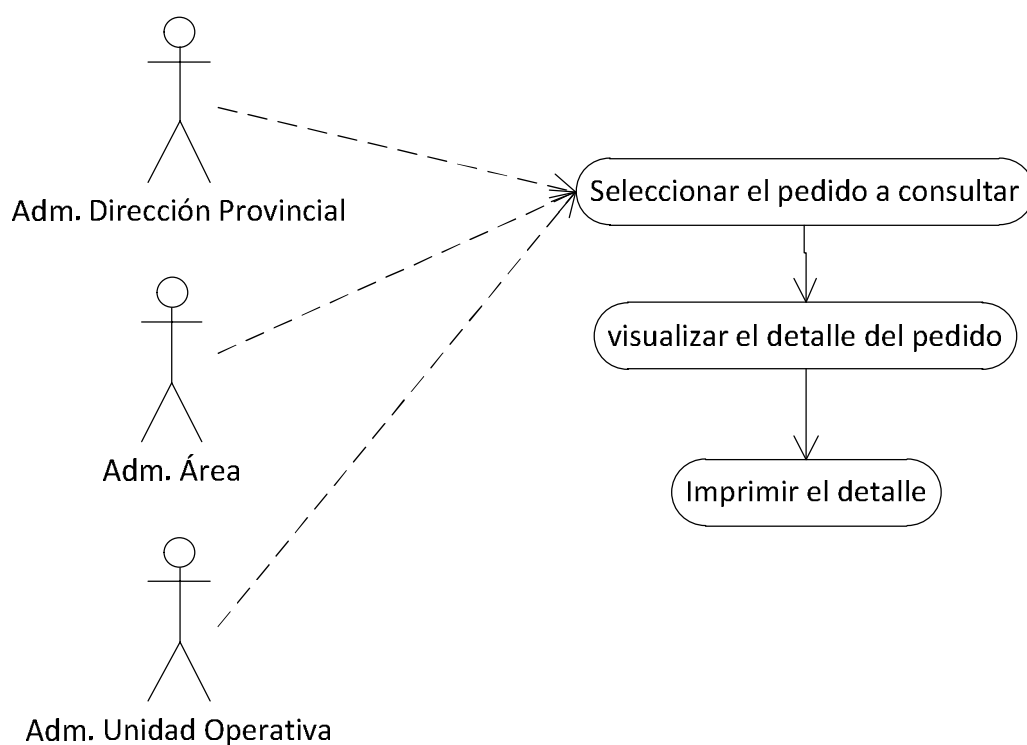 Adm. Dirección Provincial
Seleccionar el pedido a consultar
visualizar el detalle del pedido
Adm. Área
Imprimir el detalle
Adm. Unidad Operativa